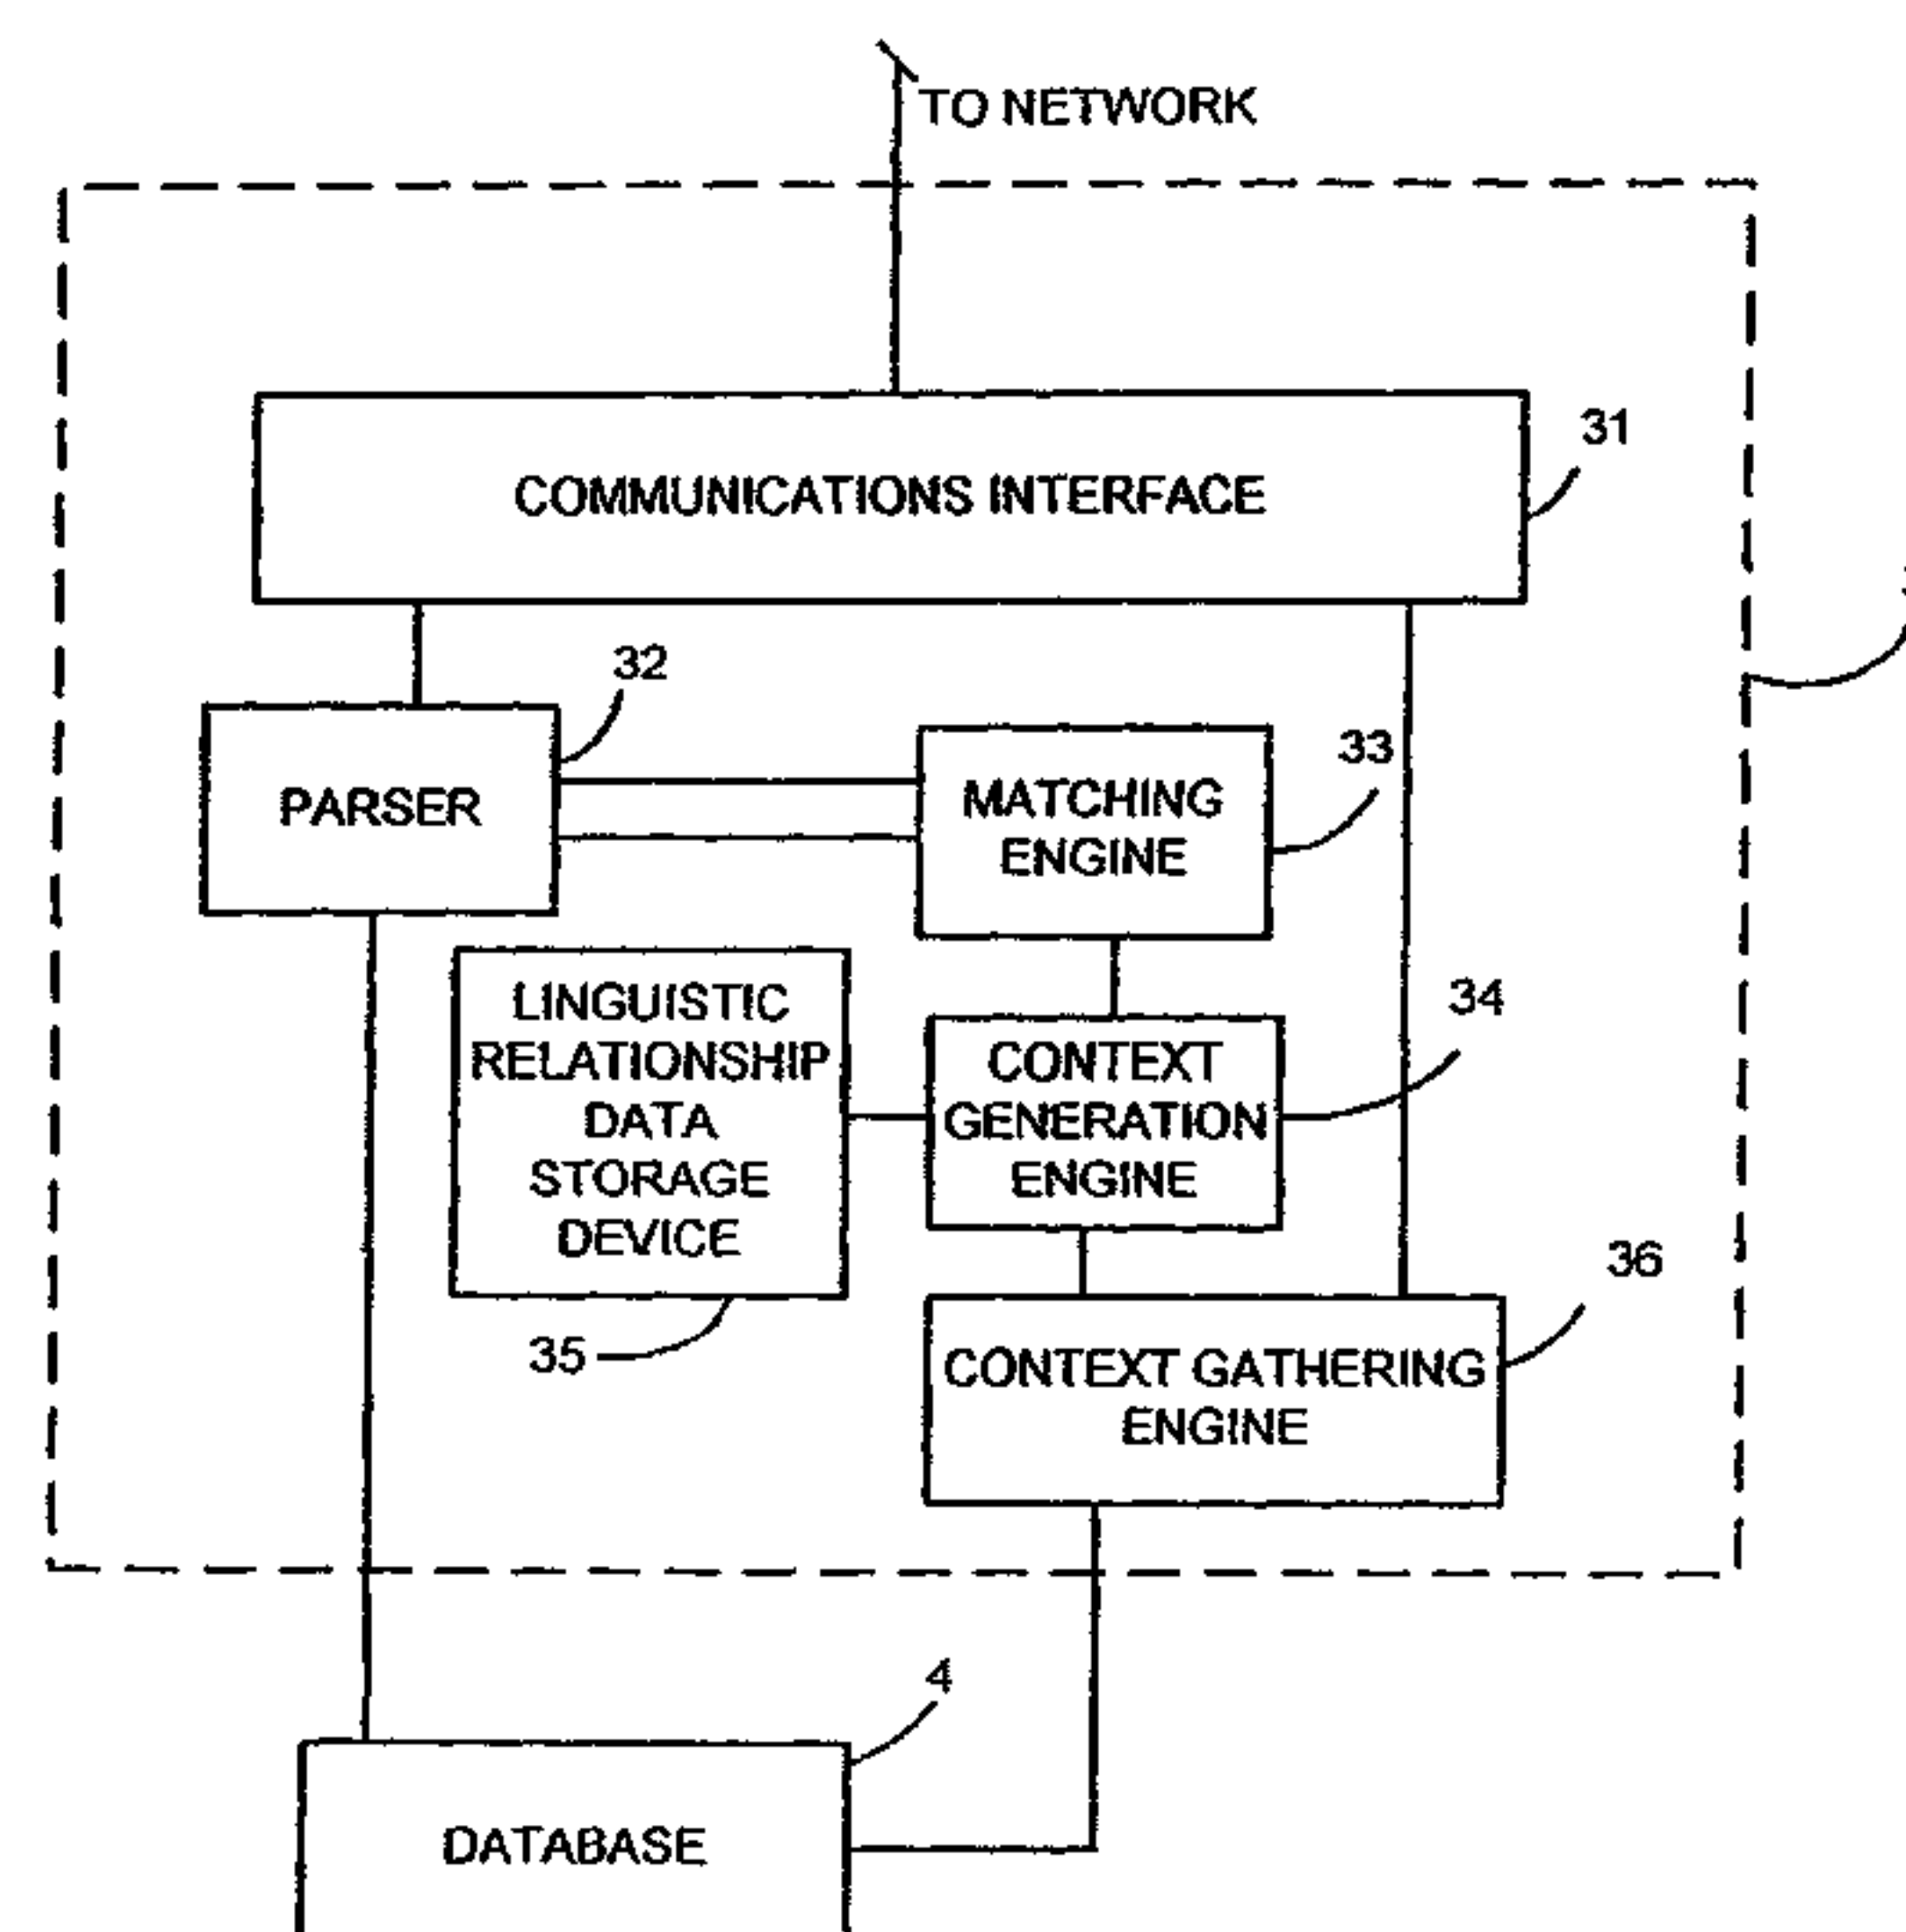 TO NETWORK
31
COMMUNICATIONS INTERFACE
32
PARSER
33
MATCHING
ENGINE
34
LINGUISTIC
RELATIONSHIP
DATA
STORAGE
DEVICE
CONTEXT
GENERATION
ENGINE
35
36
CONTEXT GATHERING
ENGINE
4
DATABASE